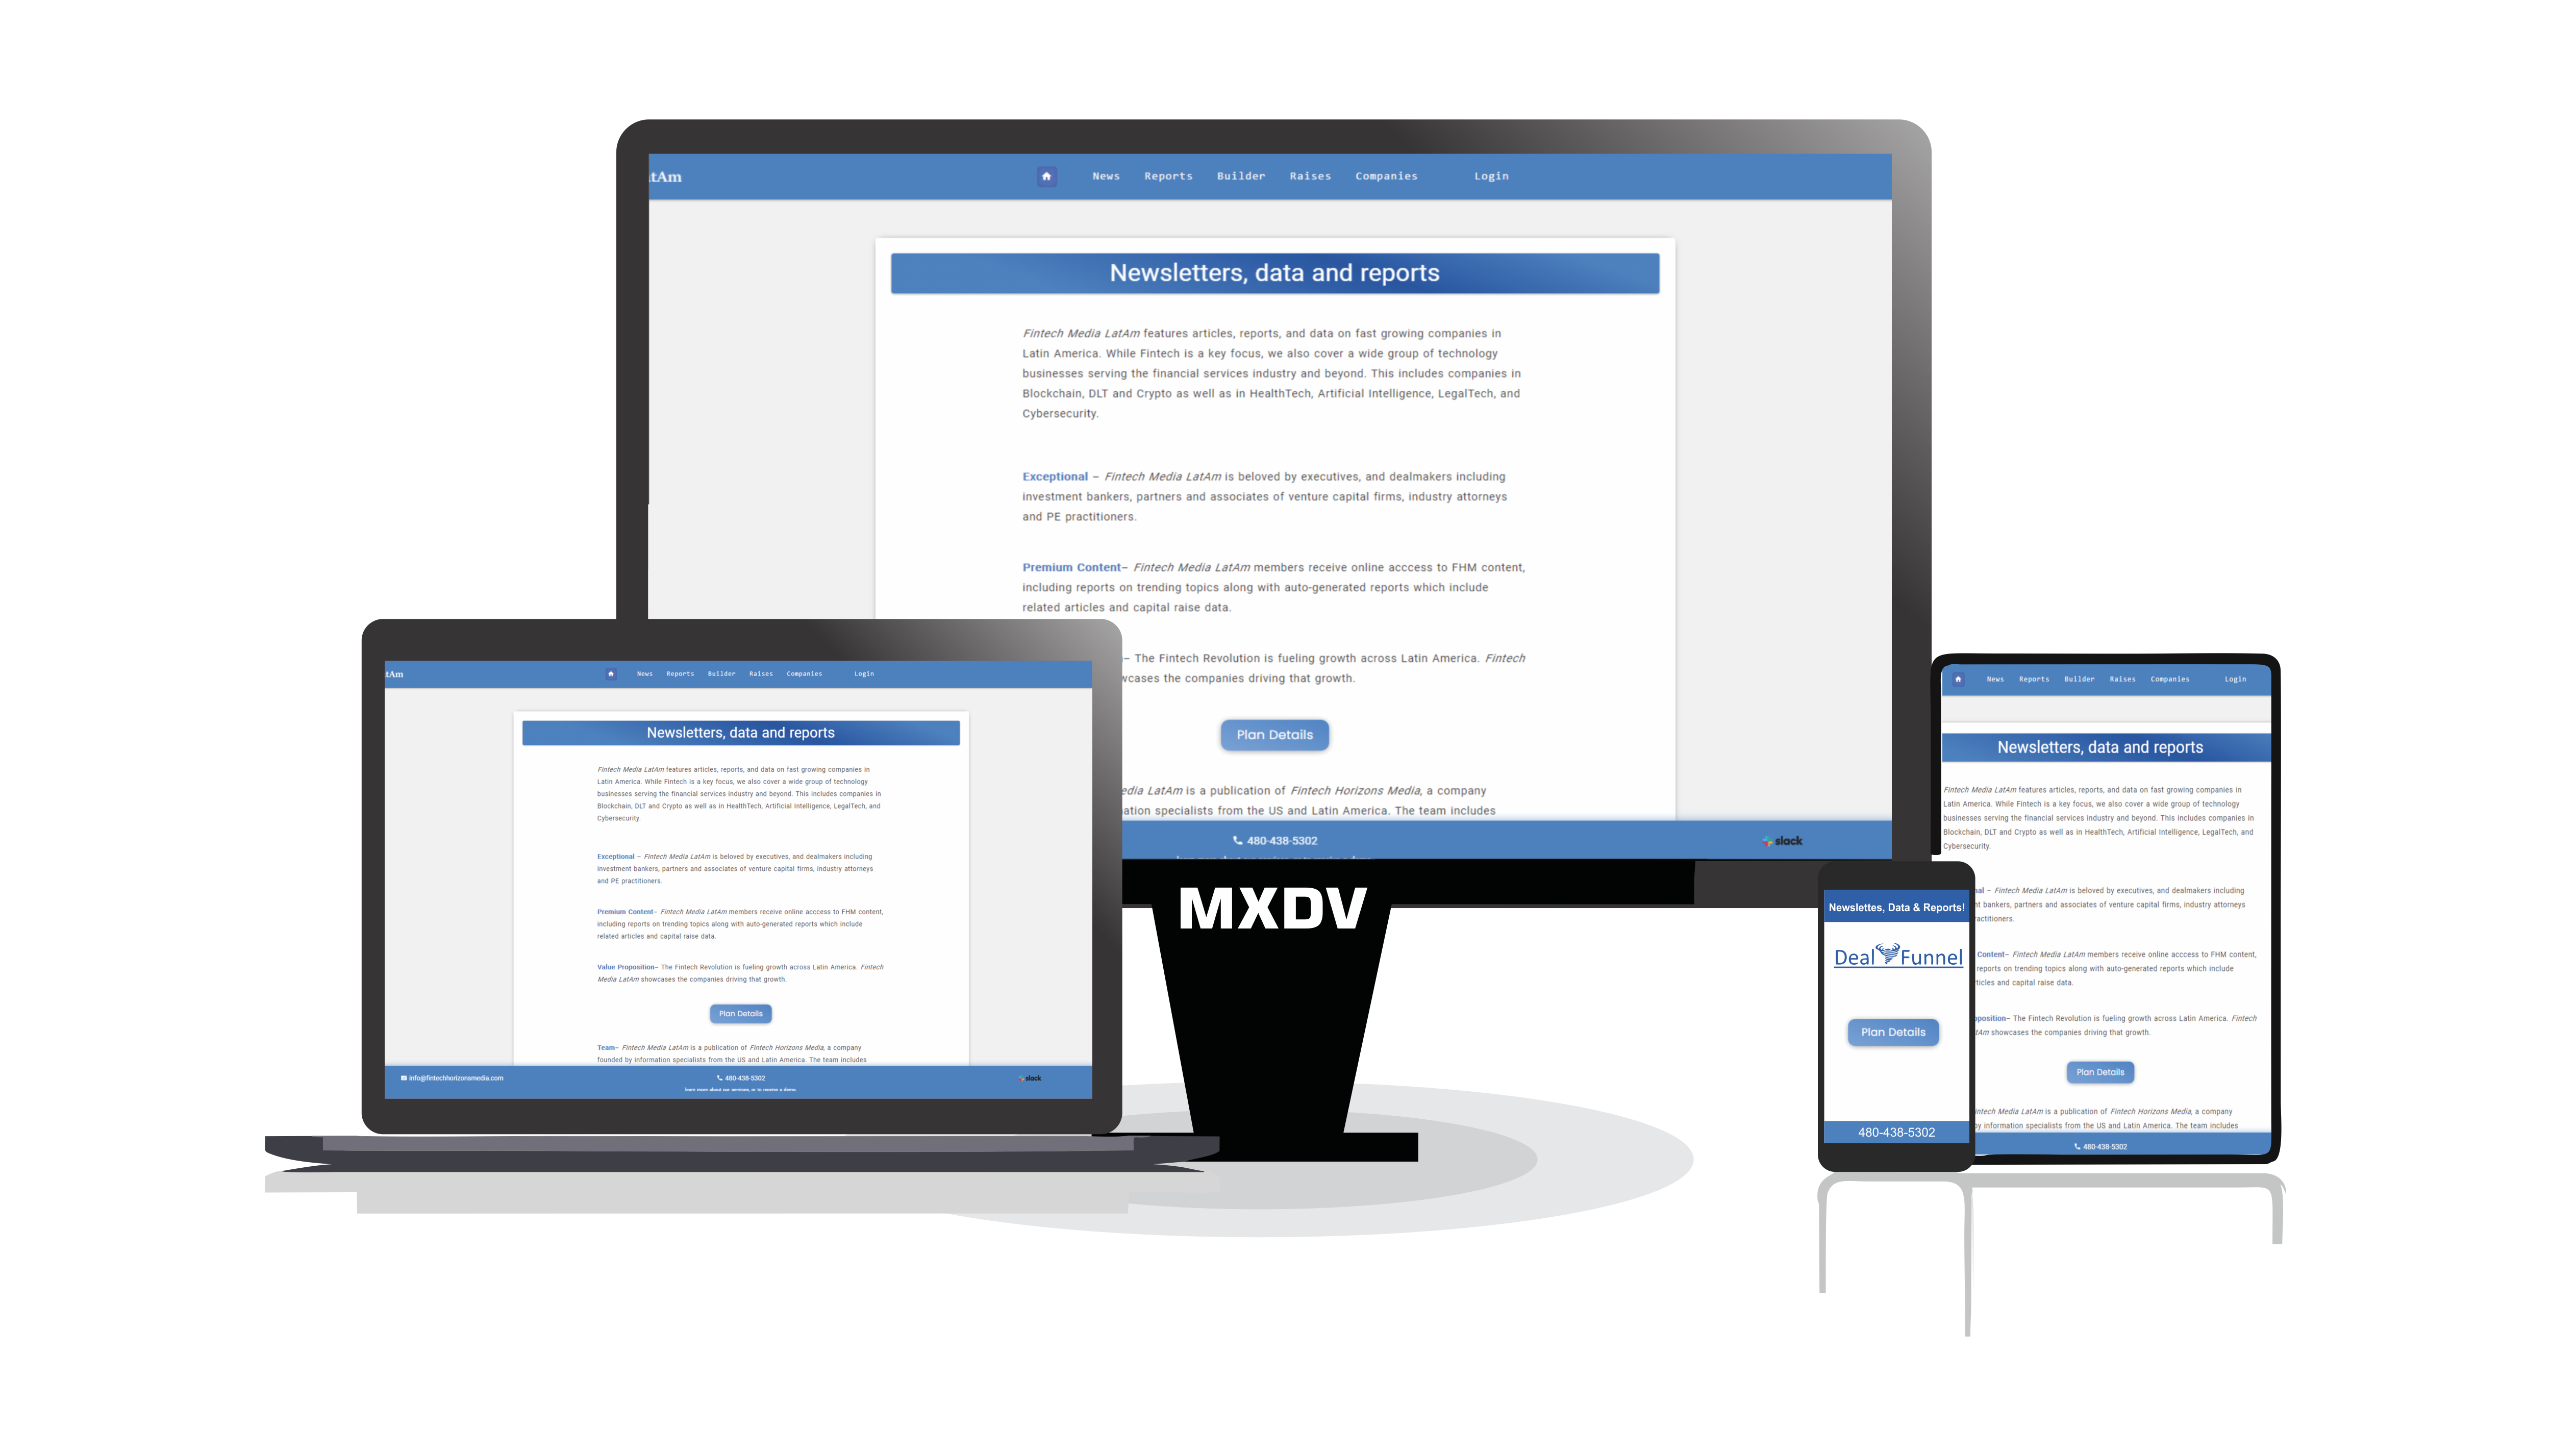 tAm
News Reports Builder Raises Companies Login
Newsletters, data and reports
Fintech Media LatAm features articles, reports, and data on fast growing companies in
Latin America. While Fintech is a key focus, we also cover a wide group of technology
businesses serving the financial services industry and beyond. This includes companies in
Blockchain, DLT and Crypto as well as in HealthTech, Artificial Intelligence, LegalTech, and
Cybersecurity.
Exceptional – Fintech Media LatAm is beloved by executives, and dealmakers including
investment bankers, partners and associates of venture capital firms, industry attorneys
and PE practitioners.
Premium Content– Fintech Media LatAm members receive online acccess to FHM content,
including reports on trending topics along with auto-generated reports which include
related articles and capital raise data.
– The Fintech Revolution is fueling growth across Latin America. Fintech
wcases the companies driving that growth.
Plan Details
edia LatAm is a publication of Fintech Horizons Media, a company
ation specialists from the US and Latin America. The team includes
480-438-5302
slack
MXDV
tAm
News Reports Builder Raises Companies Login
Newsletters, data and reports
Fintech Media LatAm features articles, reports, and data on fast growing companies in
Latin America. While Fintech is a key focus, we also cover a wide group of technology
businesses serving the financial services industry and beyond. This includes companies in
Blockchain, DLT and Crypto as well as in HealthTech, Artificial Intelligence, LegalTech, and
Cybersecurity.
Exceptional – Fintech Media LatAm is beloved by executives, and dealmakers including
investment bankers, partners and associates of venture capital firms, industry attorneys
and PE practitioners.
Premium Content– Fintech Media LatAm members receive online acccess to FHM content,
including reports on trending topics along with auto-generated reports which include
related articles and capital raise data.
Value Proposition– The Fintech Revolution is fueling growth across Latin America. Fintech
Media LatAm showcases the companies driving that growth.
Plan Details
Team– Fintech Media LatAm is a publication of Fintech Horizons Media, a company
founded by information specialists from the US and Latin America. The team includes
info@fintechhorizonsmedia.com 480-438-5302 slack
learn more about our services, or to receive a demo.
Newslettes, Data & Reports!
Deal Funnel
Plan Details
480-438-5302
News Reports Builder Raises Companies Login
Newsletters, data and reports
Fintech Media LatAm features articles, reports, and data on fast growing companies in
Latin America. While Fintech is a key focus, we also cover a wide group of technology
businesses serving the financial services industry and beyond. This includes companies in
Blockchain, DLT and Crypto as well as in HealthTech, Artificial Intelligence, LegalTech, and
Cybersecurity.
nal – Fintech Media LatAm is beloved by executives, and dealmakers including
nt bankers, partners and associates of venture capital firms, industry attorneys
ractitioners.
Content– Fintech Media LatAm members receive online acccess to FHM content,
reports on trending topics along with auto-generated reports which include
ticles and capital raise data.
oposition– The Fintech Revolution is fueling growth across Latin America. Fintech
tAm showcases the companies driving that growth.
Plan Details
intech Media LatAm is a publication of Fintech Horizons Media, a company
by information specialists from the US and Latin America. The team includes
480-438-5302